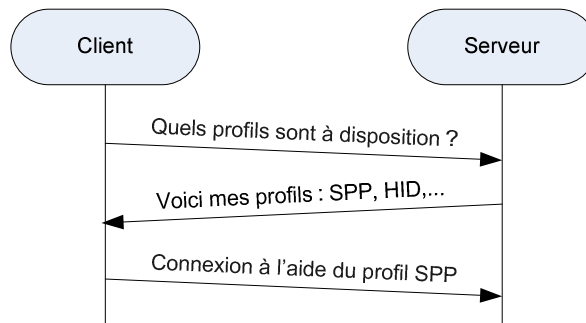 Client
Serveur
Quels profils sont à disposition ?
Voici mes profils : SPP, HID,...
Connexion à l'aide du profil SPP